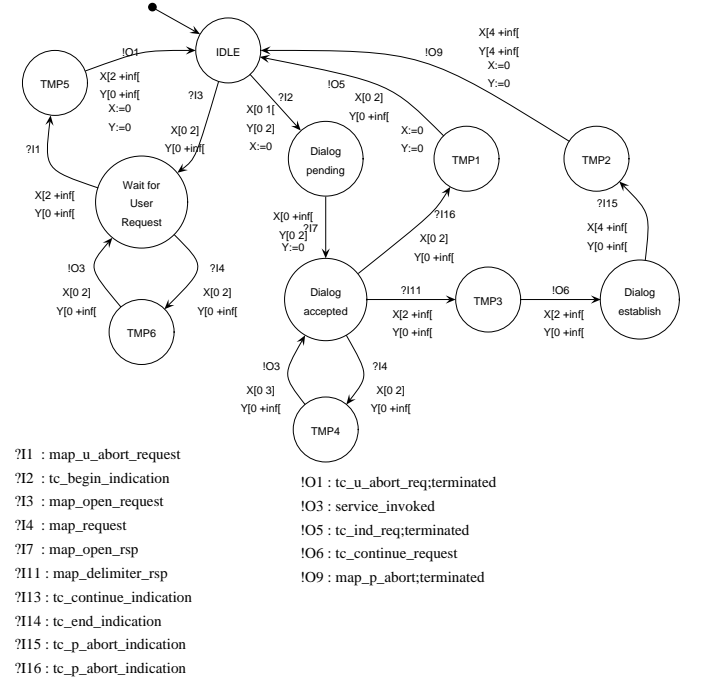 X[4 +inf[
Y[4 +inf[
X:=0
Y:=0
!O1
IDLE
!O9
TMP5
X[2 +inf[
Y[0 +inf[
X:=0
Y:=0
?I3
?I2
!O5
X[0 2]
Y[0 +inf[
X[0 1[
Y[0 2]
X:=0
X[0 2]
Y[0 +inf[
X:=0
Y:=0
?I1
Dialog
pending
TMP1
TMP2
X[2 +inf[
Y[0 +inf[
Wait for
User
Request
X[0 +inf[
Y[0 2]
?I7
Y:=0
?I16
X[0 2]
Y[0 +inf[
?I15
X[4 +inf[
Y[0 +inf[
!O3
X[0 2]
Y[0 +inf[
?I4
X[0 2]
Y[0 +inf[
TMP6
Dialog
accepted
?I11
X[2 +inf[
Y[0 +inf[
TMP3
!O6
X[2 +inf[
Y[0 +inf[
Dialog
establish
!O3
X[0 3]
Y[0 +inf[
?I4
X[0 2]
Y[0 +inf[
TMP4
?I1 : map_u_abort_request
?I2 : tc_begin_indication
?I3 : map_open_request
?I4 : map_request
?I7 : map_open_rsp
?I11 : map_delimiter_rsp
?I13 : tc_continue_indication
?I14 : tc_end_indication
?I15 : tc_p_abort_indication
?I16 : tc_p_abort_indication
!O1 : tc_u_abort_req;terminated
!O3 : service_invoked
!O5 : tc_ind_req;terminated
!O6 : tc_continue_request
!O9 : map_p_abort;terminated